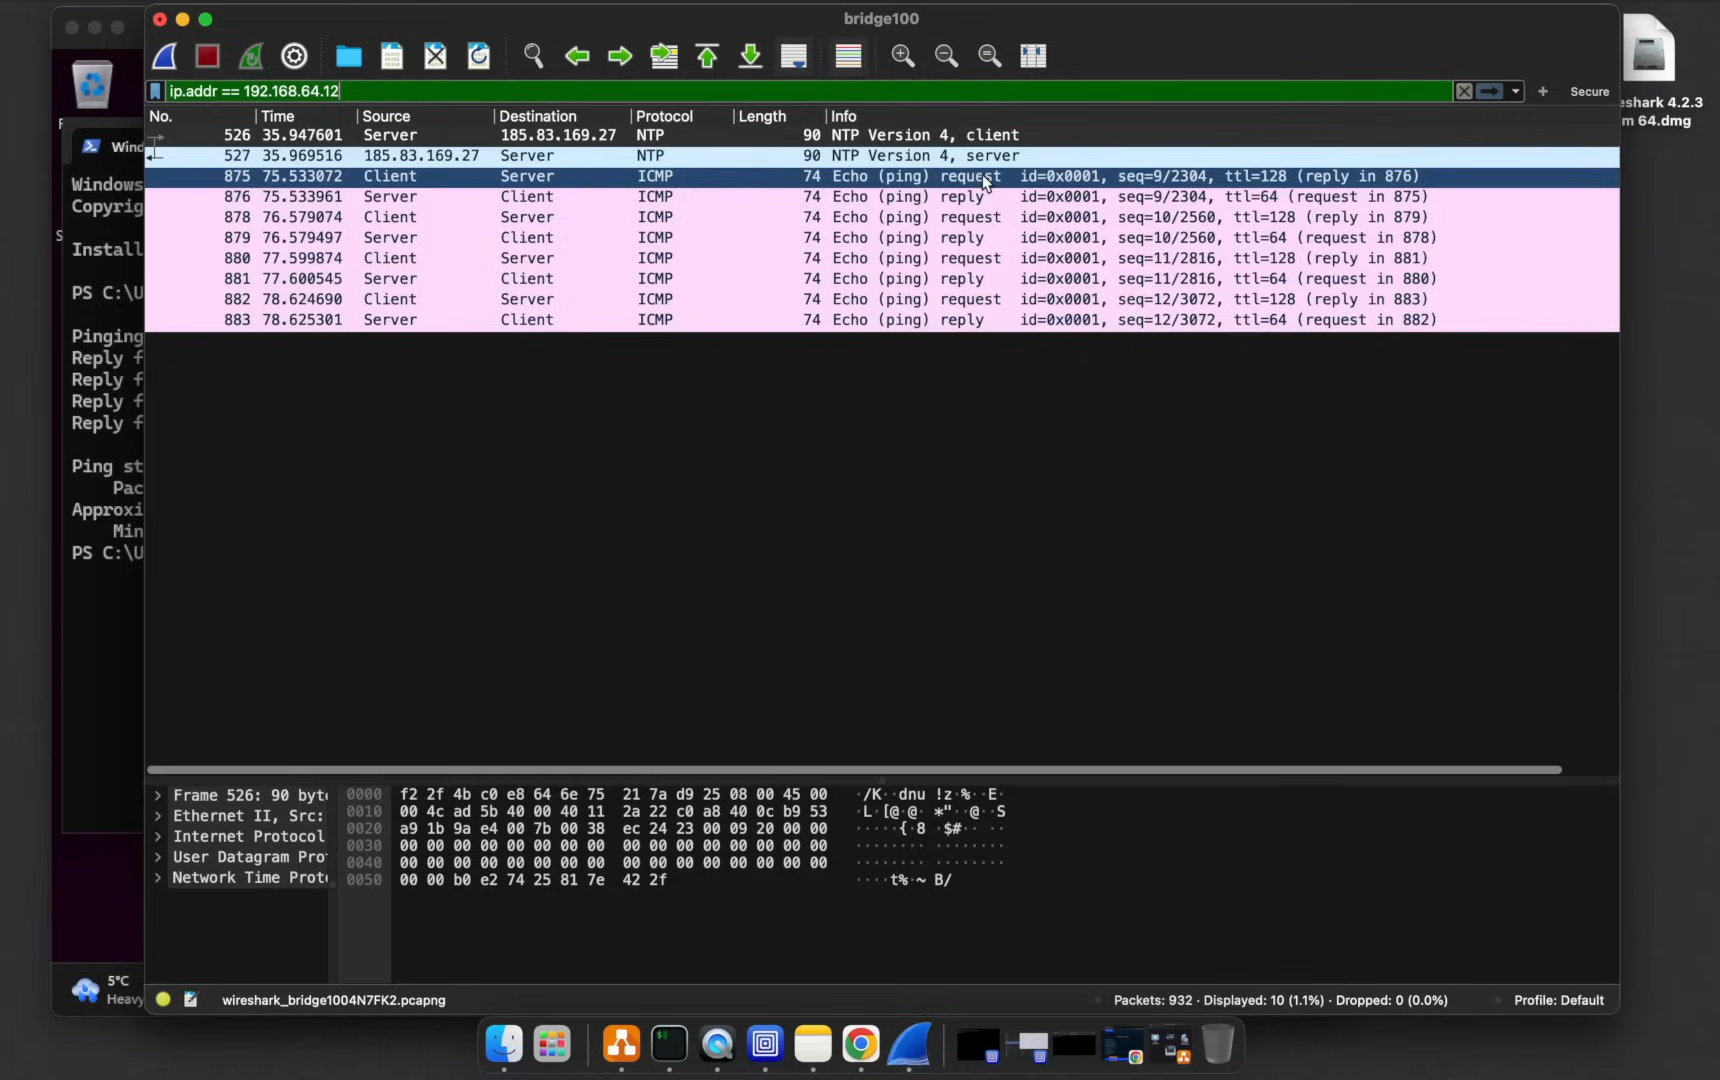 bridge100
ip.addr == 192.168.64.12
Secure
No. Time Source Destination Protocol Length Info
526 35.947601 Server 185.83.169.27 NTP 90 NTP Version 4, client
527 35.969516 185.83.169.27 Server NTP 90 NTP Version 4, server
875 75.533072 Client Server ICMP 74 Echo (ping) request id=0x0001, seq=9/2304, ttl=128 (reply in 876)
876 75.533961 Server Client ICMP 74 Echo (ping) reply id=0x0001, seq=9/2304, ttl=64 (request in 875)
878 76.579074 Client Server ICMP 74 Echo (ping) request id=0x0001, seq=10/2560, ttl=128 (reply in 879)
879 76.579497 Server Client ICMP 74 Echo (ping) reply id=0x0001, seq=10/2560, ttl=64 (request in 878)
880 77.599874 Client Server ICMP 74 Echo (ping) request id=0x0001, seq=11/2816, ttl=128 (reply in 881)
881 77.600545 Server Client ICMP 74 Echo (ping) reply id=0x0001, seq=11/2816, ttl=64 (request in 880)
882 78.624690 Client Server ICMP 74 Echo (ping) request id=0x0001, seq=12/3072, ttl=128 (reply in 883)
883 78.625301 Server Client ICMP 74 Echo (ping) reply id=0x0001, seq=12/3072, ttl=64 (request in 882)
eshark 4.2.3
m 64.dmg
Wind
Windows
Copyrig
Install
PS C:\U
Pinging
Reply f
Reply f
Reply f
Reply f
Ping st
Pac
Approxi
Min
PS C:\U
5°C
Heavy
Frame 526: 90 byte
Ethernet II, Src:
Internet Protocol
User Datagram Pro
Network Time Prot
0000 f2 2f 4b c0 e8 64 6e 75 21 7a d9 25 08 00 45 00 ·/K··dnu !z·%··E·
0010 00 4c ad 5b 40 00 40 11 2a 22 c0 a8 40 0c b9 53 ·L·[@·@· *"··@··S
0020 a9 1b 9a e4 00 7b 00 38 ec 24 23 00 09 20 00 00 ·····{·8 ·$#·· ··
0030 00 00 00 00 00 00 00 00 00 00 00 00 00 00 00 00 ········ ········
0040 00 00 00 00 00 00 00 00 00 00 00 00 00 00 00 00 ········ ········
0050 00 00 b0 e2 74 25 81 7e 42 2f ····t%·~ B/
wireshark_bridge1004N7FK2.pcapng
Packets: 932 · Displayed: 10 (1.1%) · Dropped: 0 (0.0%)
Profile: Default